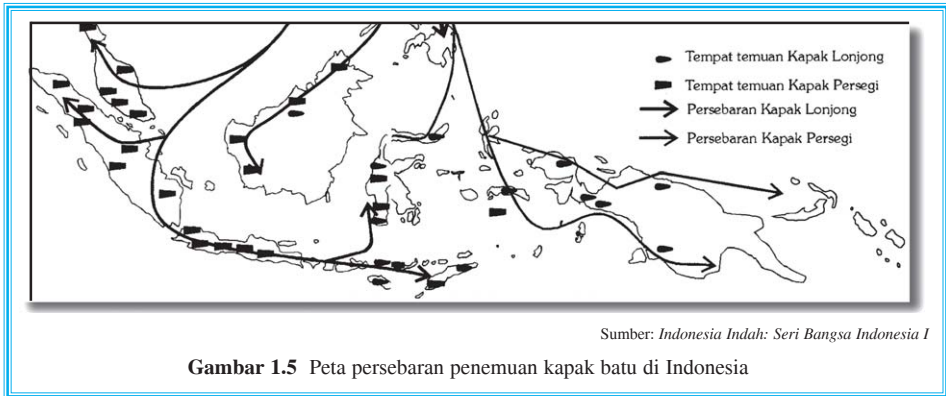 Tempat temuan Kapak Lonjong
Tempat temuan Kapak Persegi
Persebaran Kapak Lonjong
Persebaran Kapak Persegi
Sumber: Indonesia Indah: Seri Bangsa Indonesia I
Gambar 1.5 Peta persebaran penemuan kapak batu di Indonesia